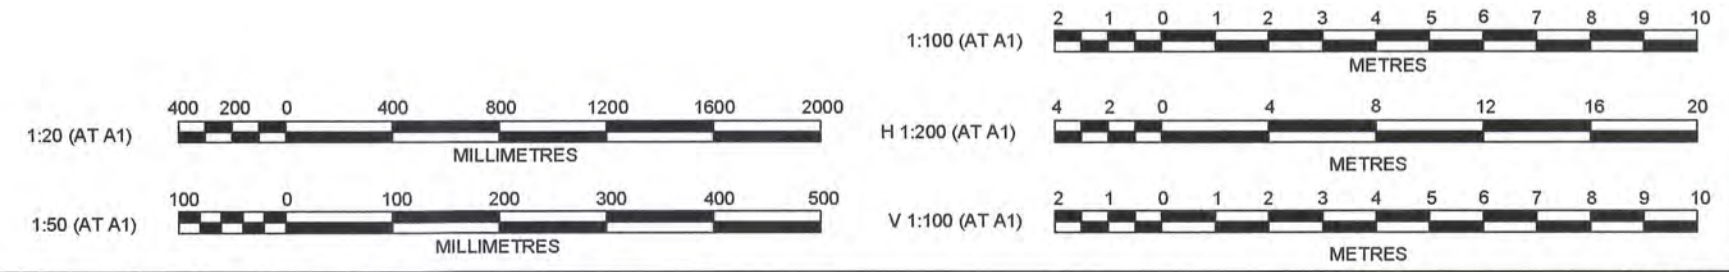 2 1 0 1 2 3 4 5 6 7 8 9 10
1:100 (AT A1)
METRES
400 200 0 400 800 1200 1600 2000
1:20 (AT A1)
MILLIMETRES
4 2 0 4 8 12 16 20
H 1:200 (AT A1)
METRES
100 0 100 200 300 400 500
1:50 (AT A1)
MILLIMETRES
2 1 0 1 2 3 4 5 6 7 8 9 10
V 1:100 (AT A1)
METRES